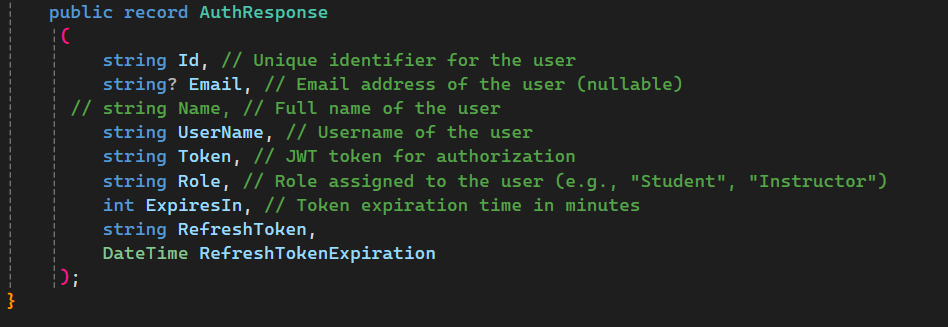 public record AuthResponse
(
string Id, // Unique identifier for the user
string? Email, // Email address of the user (nullable)
// string Name, // Full name of the user
string UserName, // Username of the user
string Token, // JWT token for authorization
string Role, // Role assigned to the user (e.g., "Student", "Instructor")
int ExpiresIn, // Token expiration time in minutes
string RefreshToken,
DateTime RefreshTokenExpiration
);
}